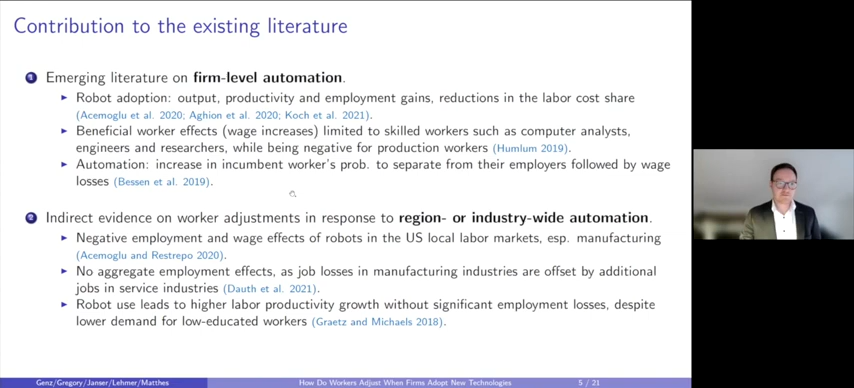 Contribution to the existing literature
1 Emerging literature on firm-level automation.
► Robot adoption: output, productivity and employment gains, reductions in the labor cost share
(Acemoglu et al. 2020; Aghion et al. 2020; Koch et al. 2021).
► Beneficial worker effects (wage increases) limited to skilled workers such as computer analysts,
engineers and researchers, while being negative for production workers (Humlum 2019).
► Automation: increase in incumbent worker's prob. to separate from their employers followed by wage
losses (Bessen et al. 2019).
2 Indirect evidence on worker adjustments in response to region- or industry-wide automation.
► Negative employment and wage effects of robots in the US local labor markets, esp. manufacturing
(Acemoglu and Restrepo 2020).
► No aggregate employment effects, as job losses in manufacturing industries are offset by additional
jobs in service industries (Dauth et al. 2021).
► Robot use leads to higher labor productivity growth without significant employment losses, despite
lower demand for low-educated workers (Graetz and Michaels 2018).
Genz/Gregory/Janser/Lehmer/Matthes How Do Workers Adjust When Firms Adopt New Technologies 5 / 21